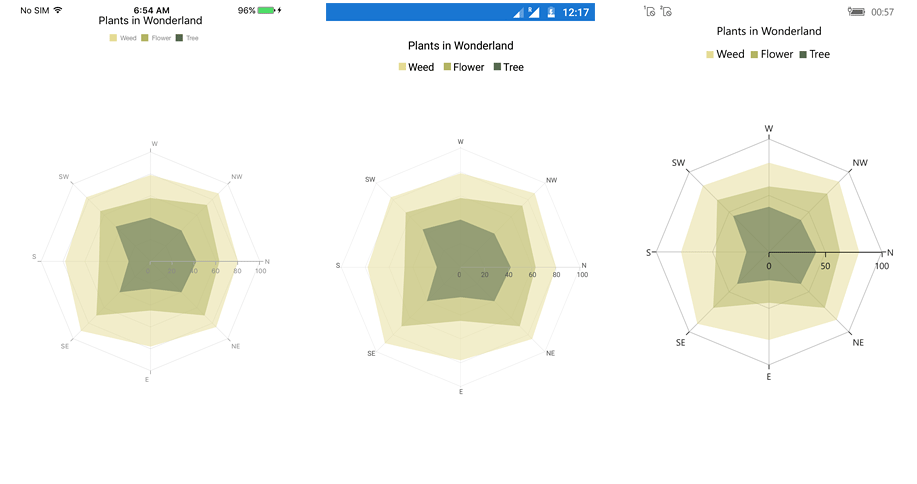 No SIM 6:54 AM 96%
Plants in Wonderland
Weed Flower Tree
W
SW
NW
S
N
0 20 40 60 80 100
SE
NE
E
R 12:17
Plants in Wonderland
Weed Flower Tree
W
SW
NW
S
N
0 20 40 60 80 100
SE
NE
E
1 2 00:57
Plants in Wonderland
Weed Flower Tree
W
SW
NW
S
N
0 50 100
SE
NE
E